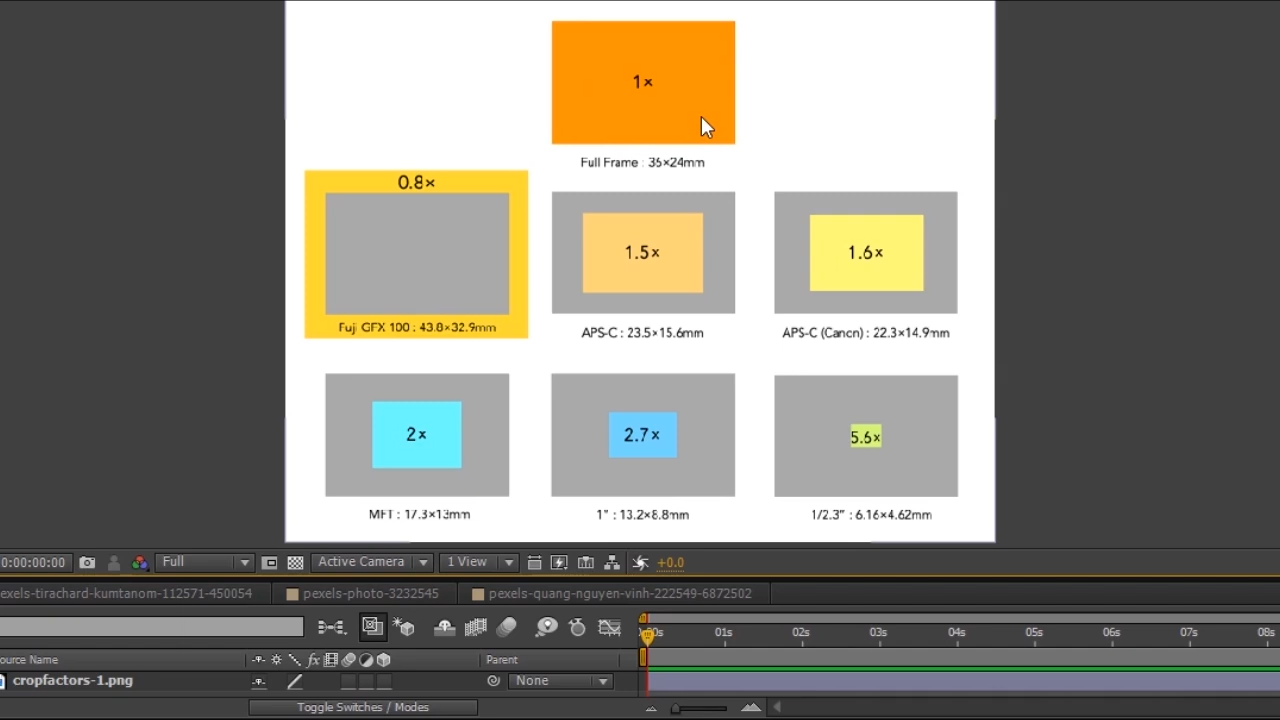 1×
Full Frame : 36×24mm
0.8×
Fuji GFX 100 : 43.8×32.9mm
1.5×
APS-C : 23.5×15.6mm
1.6×
APS-C (Canon) : 22.3×14.9mm
2×
MFT : 17.3×13mm
2.7×
1" : 13.2×8.8mm
5.6×
1/2.3" : 6.16×4.62mm
0:00:00:00
Full
Active Camera
1 View
+0.0
exels-tirachard-kumtanom-112571-450054
pexels-photo-3232545
pexels-quang-nguyen-vinh-222549-6872502
00s 01s 02s 03s 04s 05s 06s 07s 08s
ource Name
fx
Parent
cropfactors-1.png
None
Toggle Switches / Modes